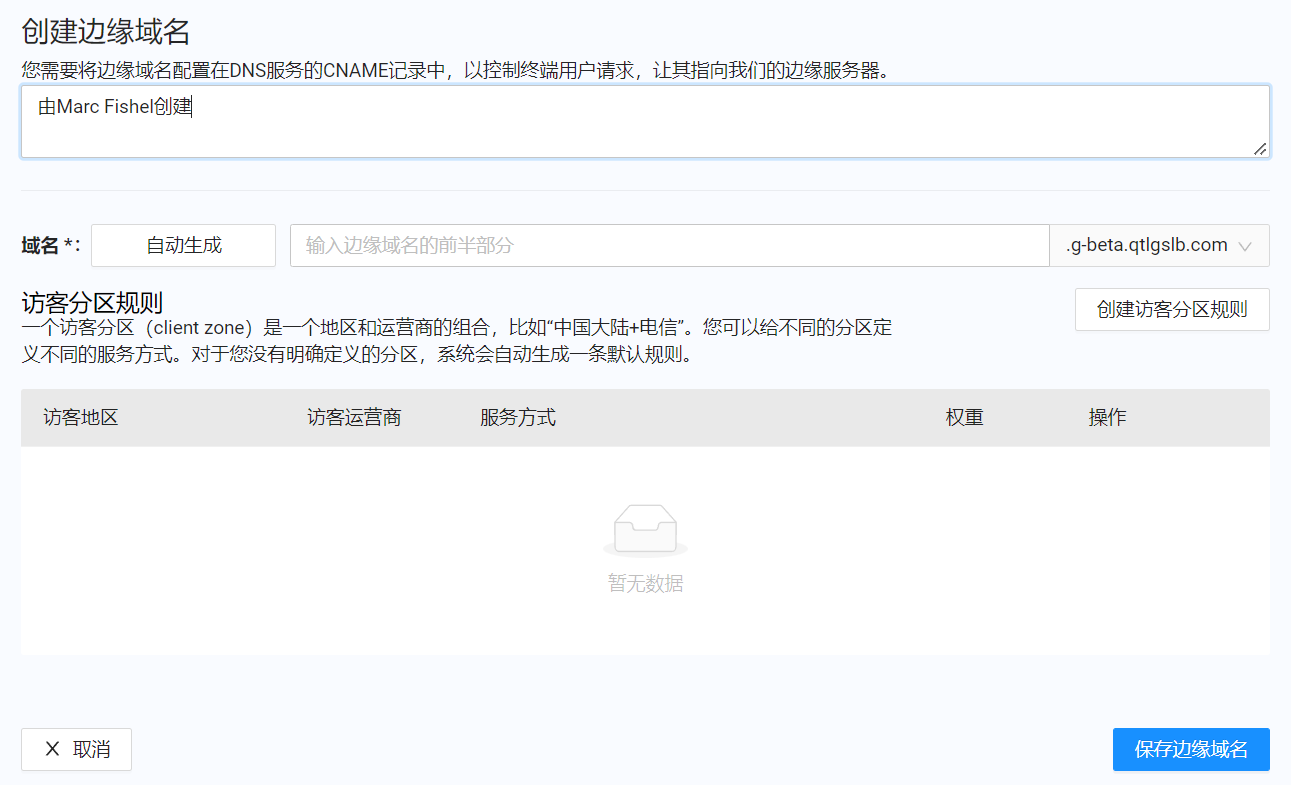 创建边缘域名
您需要将边缘域名配置在DNS服务的CNAME记录中，以控制终端用户请求，让其指向我们的边缘服务器。
由Marc Fishel创建
域名 *： 自动生成 输入边缘域名的前半部分 .g-beta.qtlgslb.com
访客分区规则 创建访客分区规则
一个访客分区（client zone）是一个地区和运营商的组合，比如“中国大陆+电信”。您可以给不同的分区定
义不同的服务方式。对于您没有明确定义的分区，系统会自动生成一条默认规则。
访客地区 访客运营商 服务方式 权重 操作
暂无数据
取消 保存边缘域名